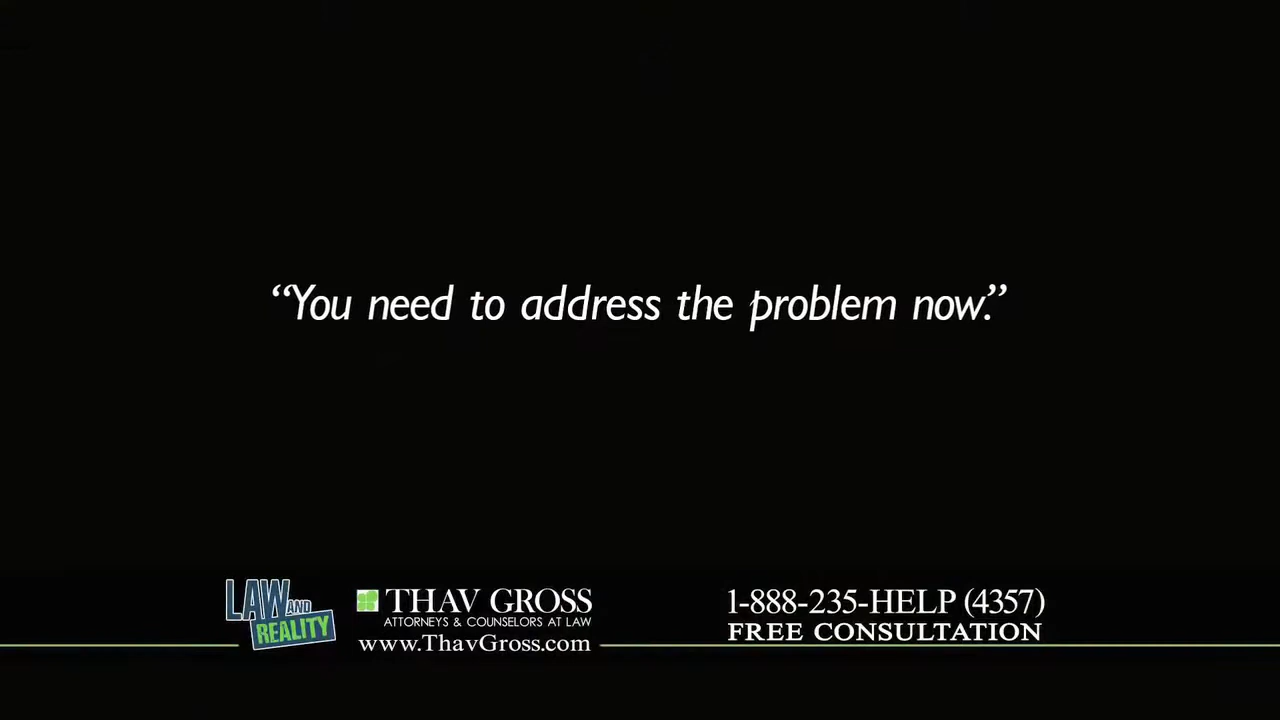 “You need to address the problem now.”
LAW AND REALITY
THAV GROSS
ATTORNEYS & COUNSELORS AT LAW
www.ThavGross.com
1-888-235-HELP (4357)
FREE CONSULTATION